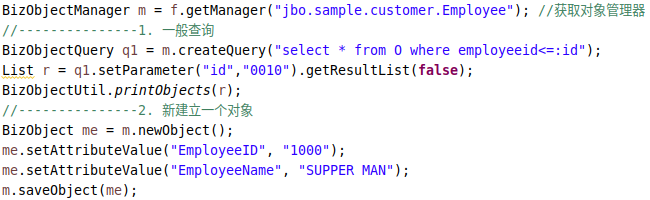 BizObjectManager m = f.getManager("jbo.sample.customer.Employee"); //获取对象管理器
//---------------1. 一般查询
BizObjectQuery q1 = m.createQuery("select * from O where employeeid<=:id");
List r = q1.setParameter("id","0010").getResultList(false);
BizObjectUtil.printObjects(r);
//---------------2. 新建立一个对象
BizObject me = m.newObject();
me.setAttributeValue("EmployeeID", "1000");
me.setAttributeValue("EmployeeName", "SUPPER MAN");
m.saveObject(me);